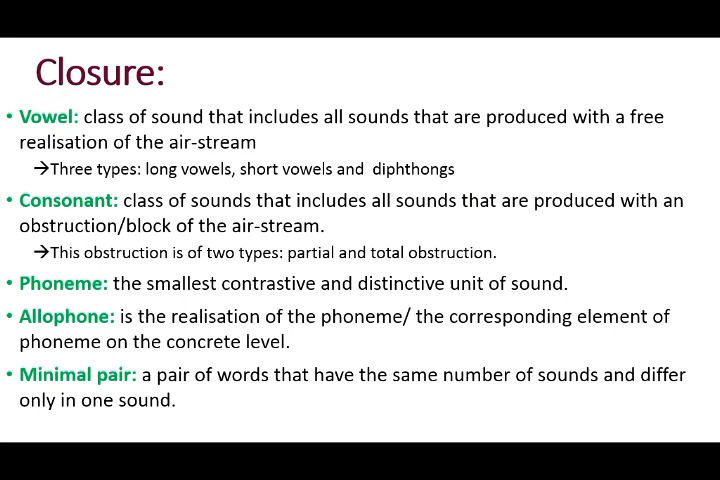 Closure:
• Vowel: class of sound that includes all sounds that are produced with a free
realisation of the air-stream
→Three types: long vowels, short vowels and diphthongs
• Consonant: class of sounds that includes all sounds that are produced with an
obstruction/block of the air-stream.
→This obstruction is of two types: partial and total obstruction.
• Phoneme: the smallest contrastive and distinctive unit of sound.
• Allophone: is the realisation of the phoneme/ the corresponding element of
phoneme on the concrete level.
• Minimal pair: a pair of words that have the same number of sounds and differ
only in one sound.